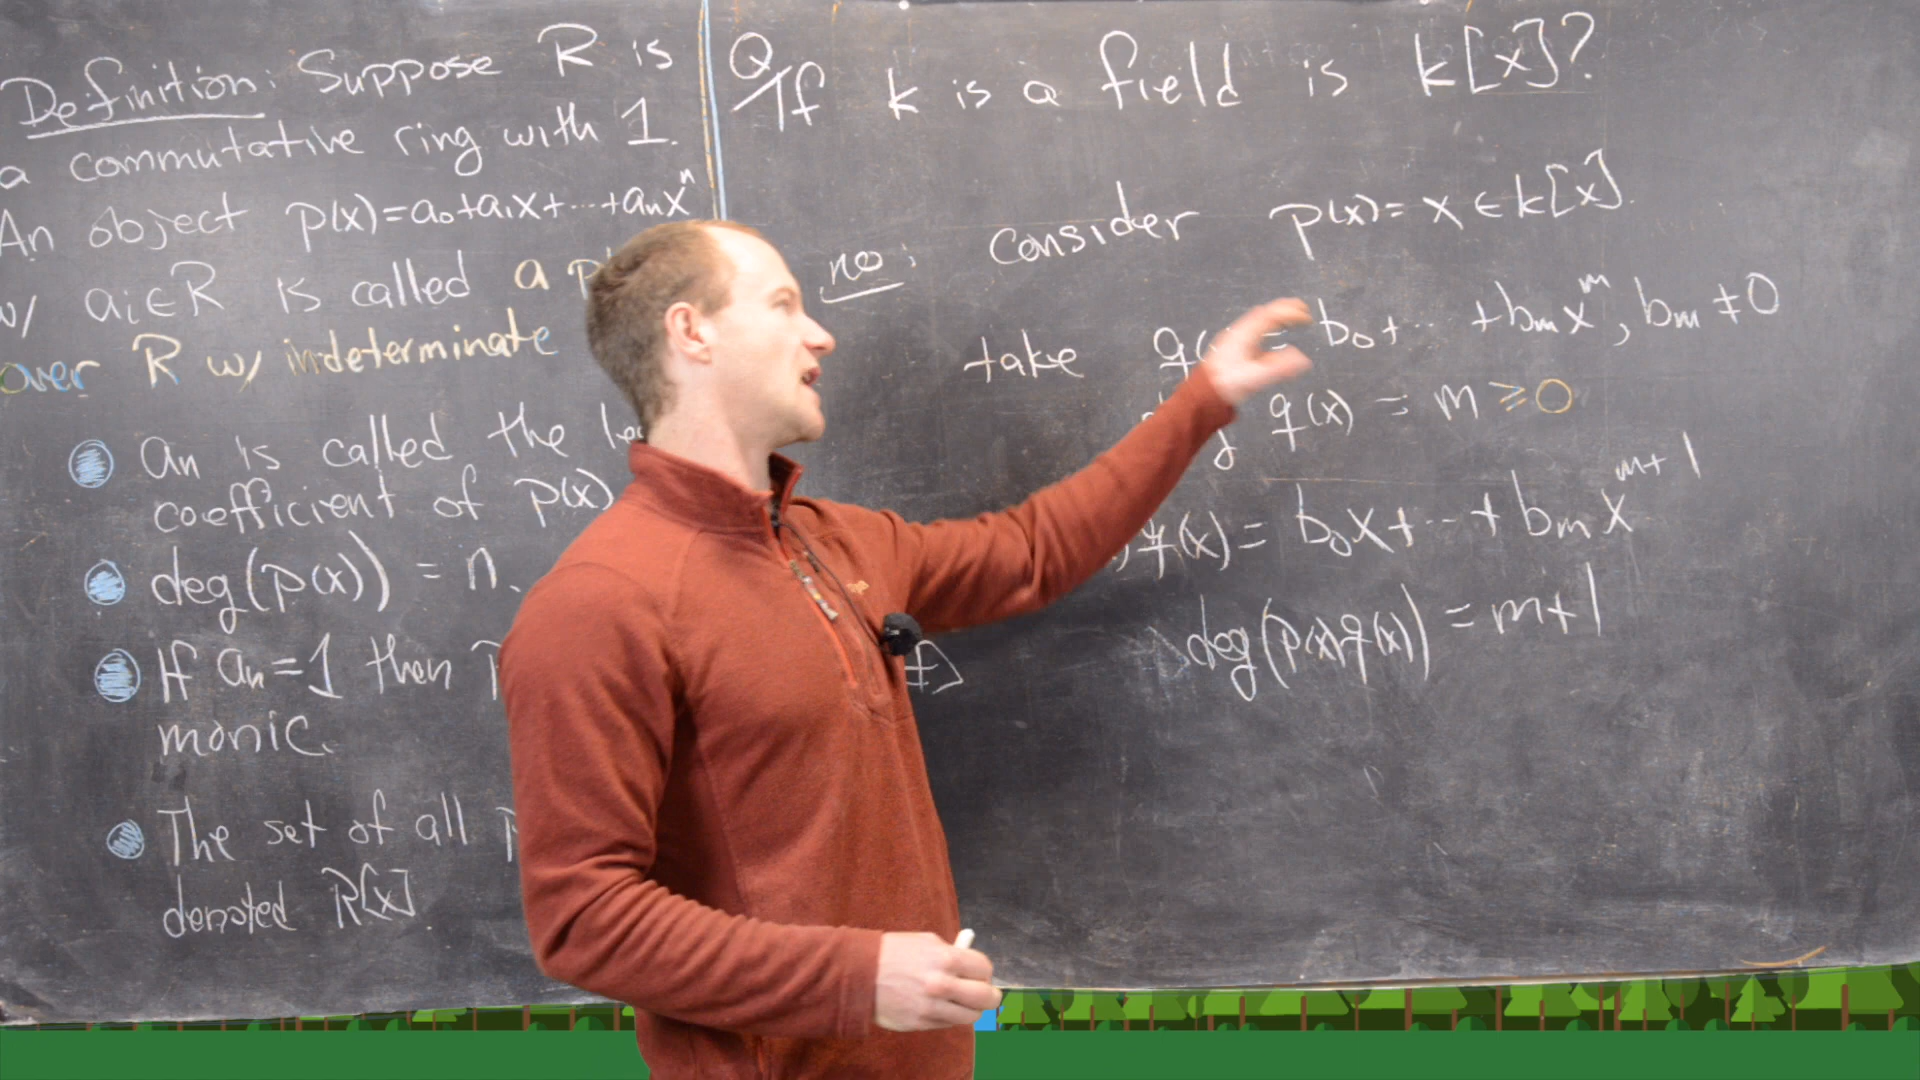 Definition: Suppose R is
a commutative ring with 1.
An object p(x)=a₀+a₁x+⋯+aₙxⁿ
w/ aᵢ∈R is called a
over R w/ indeterminate
aₙ is called the
coefficient of p(x)
deg(p(x)) = n.
If aₙ=1 then
monic.
The set of all
denoted R[x].
Q/If k is a field is k[x]?
no: consider p(x)= x ∈ k[x].
take q = b₀+⋯+bₘxᵐ, bₘ≠0
q(x) = m ≥ 0
q(x) = b₀x+⋯+bₘxᵐ⁺¹
deg(p(x)q(x)) = m+1